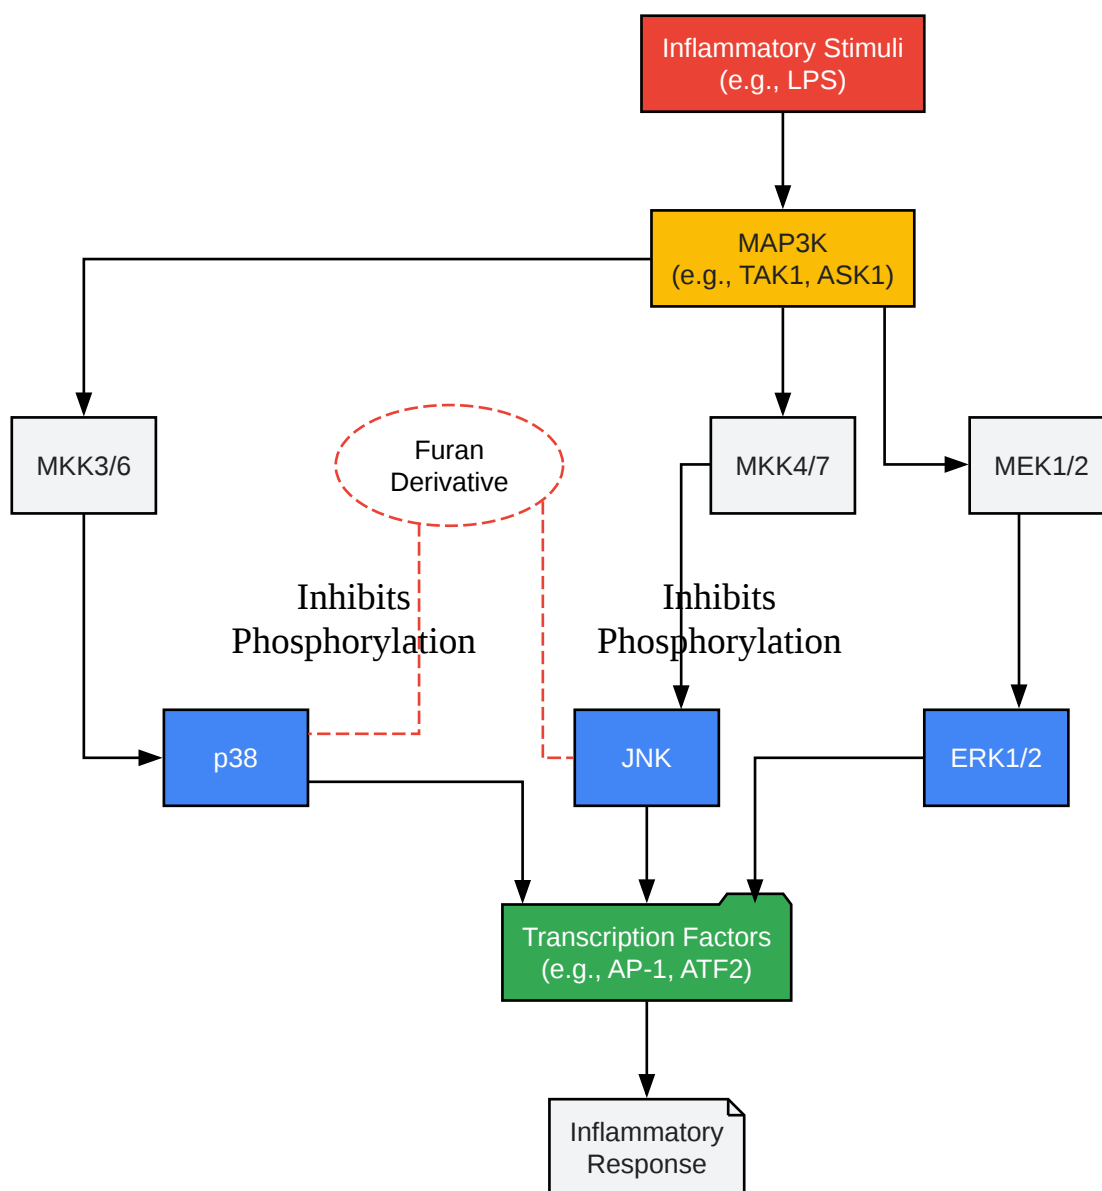 Inflammatory Stimuli
(e.g., LPS)
MAP3K
(e.g., TAK1, ASK1)
MKK3/6
Furan
Derivative
MKK4/7
MEK1/2
Inhibits
Phosphorylation
Inhibits
Phosphorylation
p38
JNK
ERK1/2
Transcription Factors
(e.g., AP-1, ATF2)
Inflammatory
Response